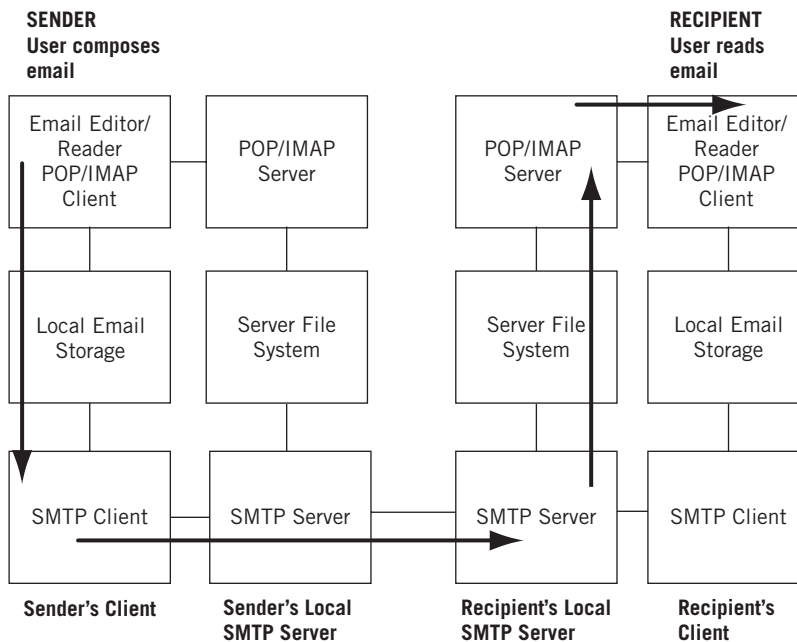 SENDER
User composes
email
RECIPIENT
User reads
email
Email Editor/
Reader
POP/IMAP
Client
POP/IMAP
Server
POP/IMAP
Server
Email Editor/
Reader
POP/IMAP
Client
Local Email
Storage
Server File
System
Server File
System
Local Email
Storage
SMTP Client
SMTP Server
SMTP Server
SMTP Client
Sender’s Client
Sender’s Local
SMTP Server
Recipient’s Local
SMTP Server
Recipient’s
Client